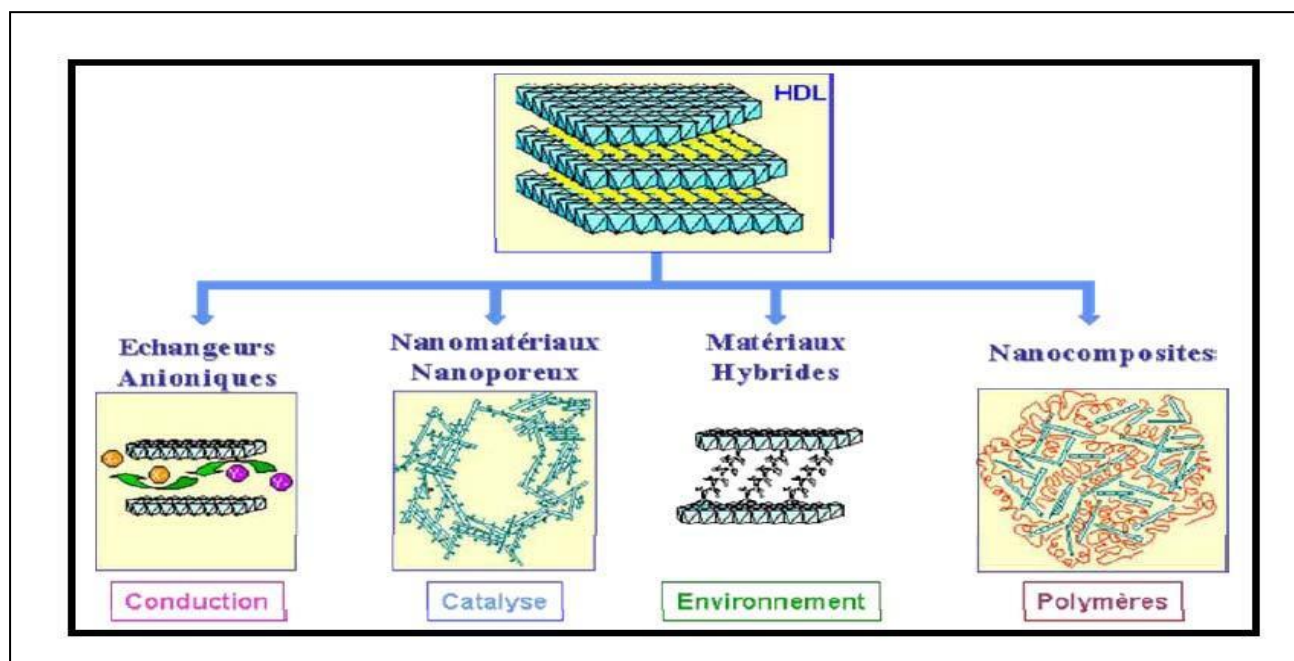 HDL
Echangeurs
Anioniques
Nanomatériaux
Nanoporeux
Matériaux
Hybrides
Nanocomposites
Conduction
Catalyse
Environnement
Polymères